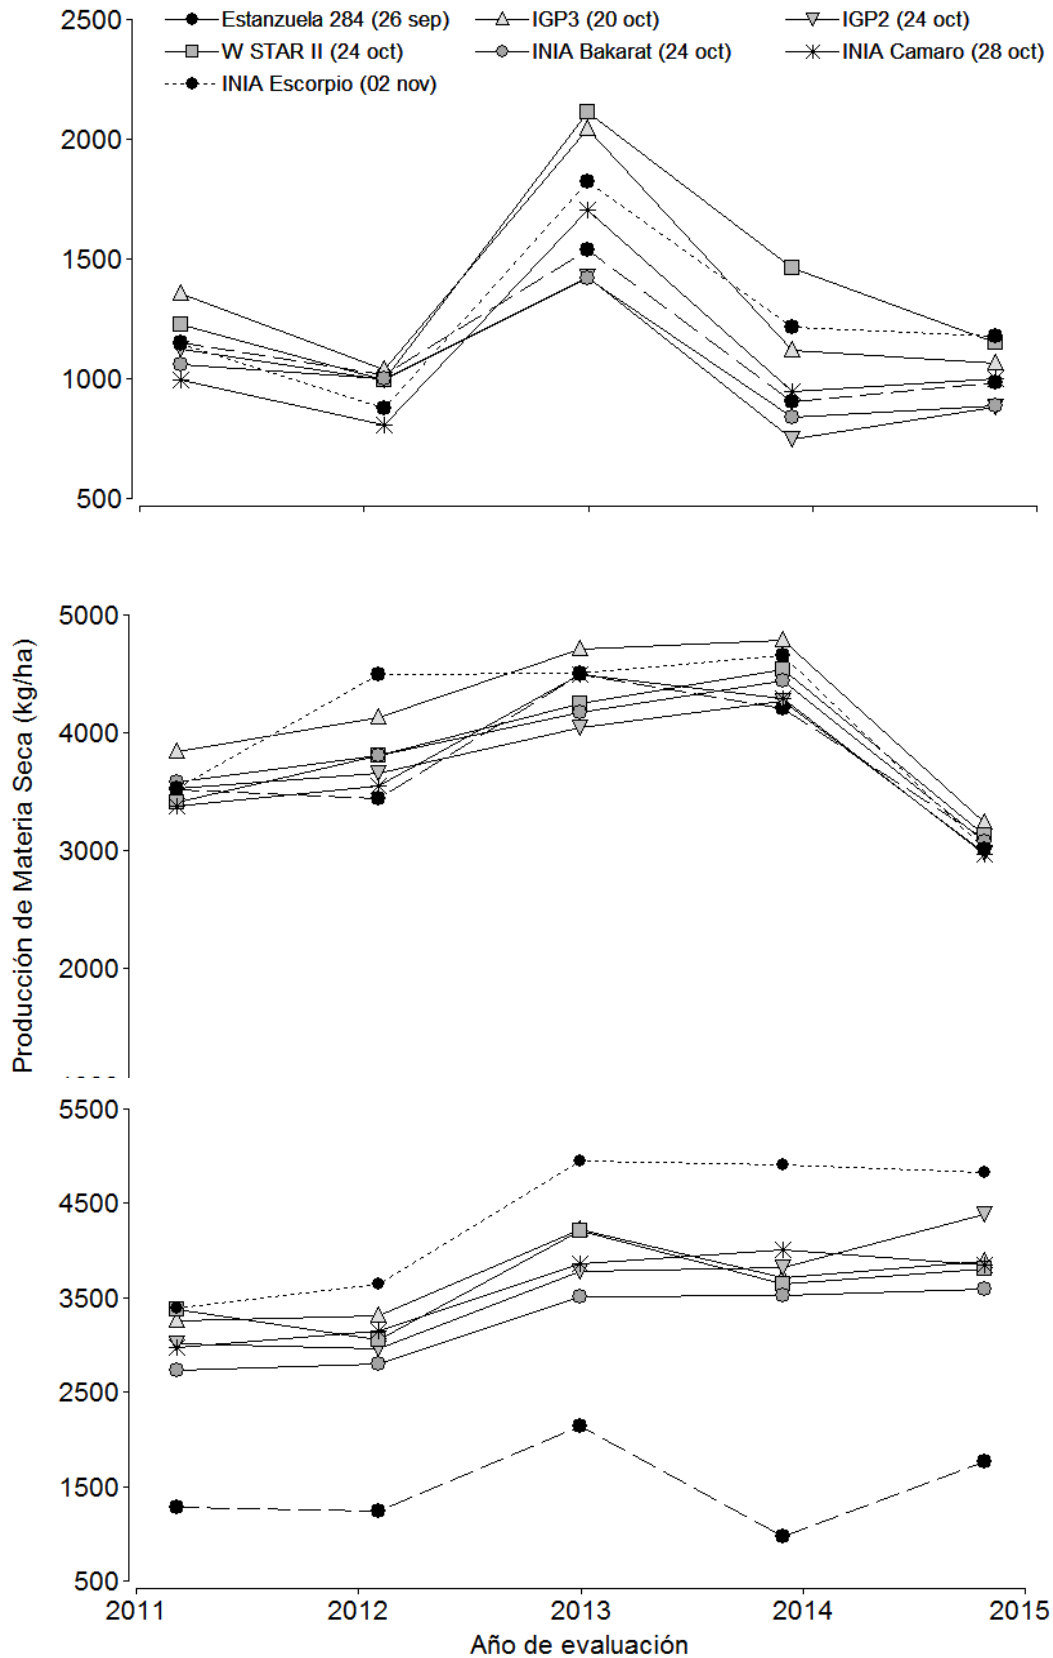 2500
Estanzuela 284 (26 sep) IGP3 (20 oct) IGP2 (24 oct)
W STAR II (24 oct) INIA Bakarat (24 oct) INIA Camaro (28 oct)
INIA Escorpio (02 nov)
2000
1500
1000
500
Producción de Materia Seca (kg/ha)
5000
4000
3000
2000
5500
4500
3500
2500
1500
500
2011 2012 2013 2014 2015
Año de evaluación